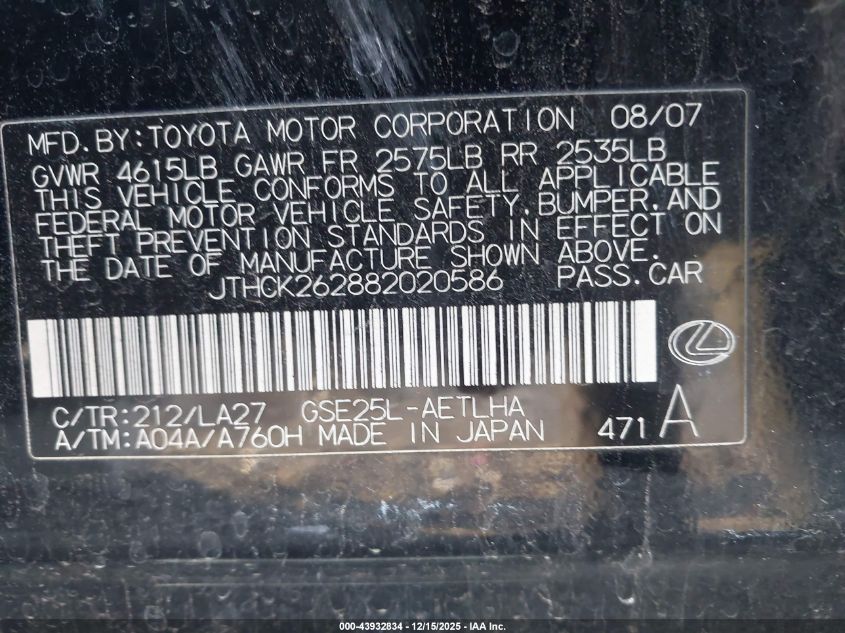 MFD. BY: TOYOTA MOTOR CORPORATION 08/07
GVWR 4615LB GAWR FR 2575LB RR 2535LB
THIS VEHICLE CONFORMS TO ALL APPLICABLE
FEDERAL MOTOR VEHICLE SAFETY, BUMPER, AND
THEFT PREVENTION STANDARDS IN EFFECT ON
THE DATE OF MANUFACTURE SHOWN ABOVE.
JTHCK262882020586 PASS. CAR
C/TR: 212/LA27 GSE25L-AETLHA
A/TM: A04A/A760H MADE IN JAPAN 471 A
000-43932834 - 12/15/2025 - IAA Inc.